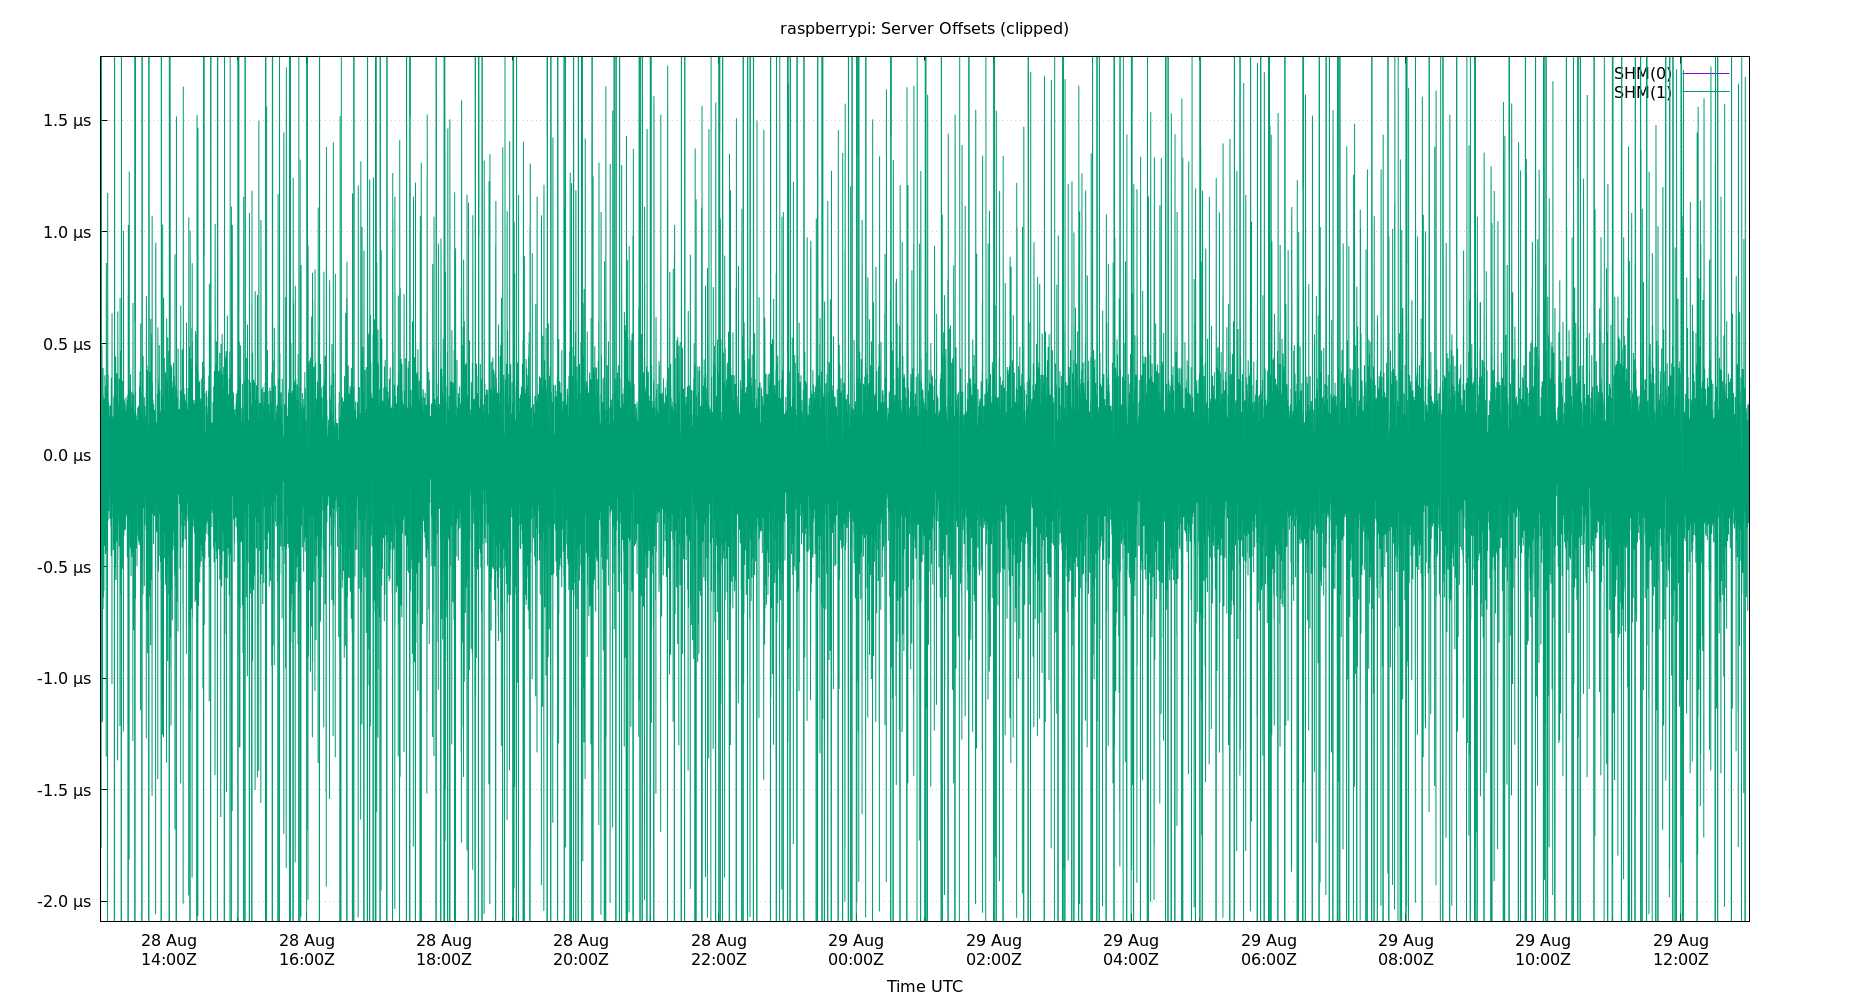 raspberrypi: Server Offsets (clipped)
SHM(0)
SHM(1)
1.5 µs
1.0 µs
0.5 µs
0.0 µs
-0.5 µs
-1.0 µs
-1.5 µs
-2.0 µs
28 Aug 28 Aug 28 Aug 28 Aug 28 Aug 29 Aug 29 Aug 29 Aug 29 Aug 29 Aug 29 Aug 29 Aug
14:00Z 16:00Z 18:00Z 20:00Z 22:00Z 00:00Z 02:00Z 04:00Z 06:00Z 08:00Z 10:00Z 12:00Z
Time UTC